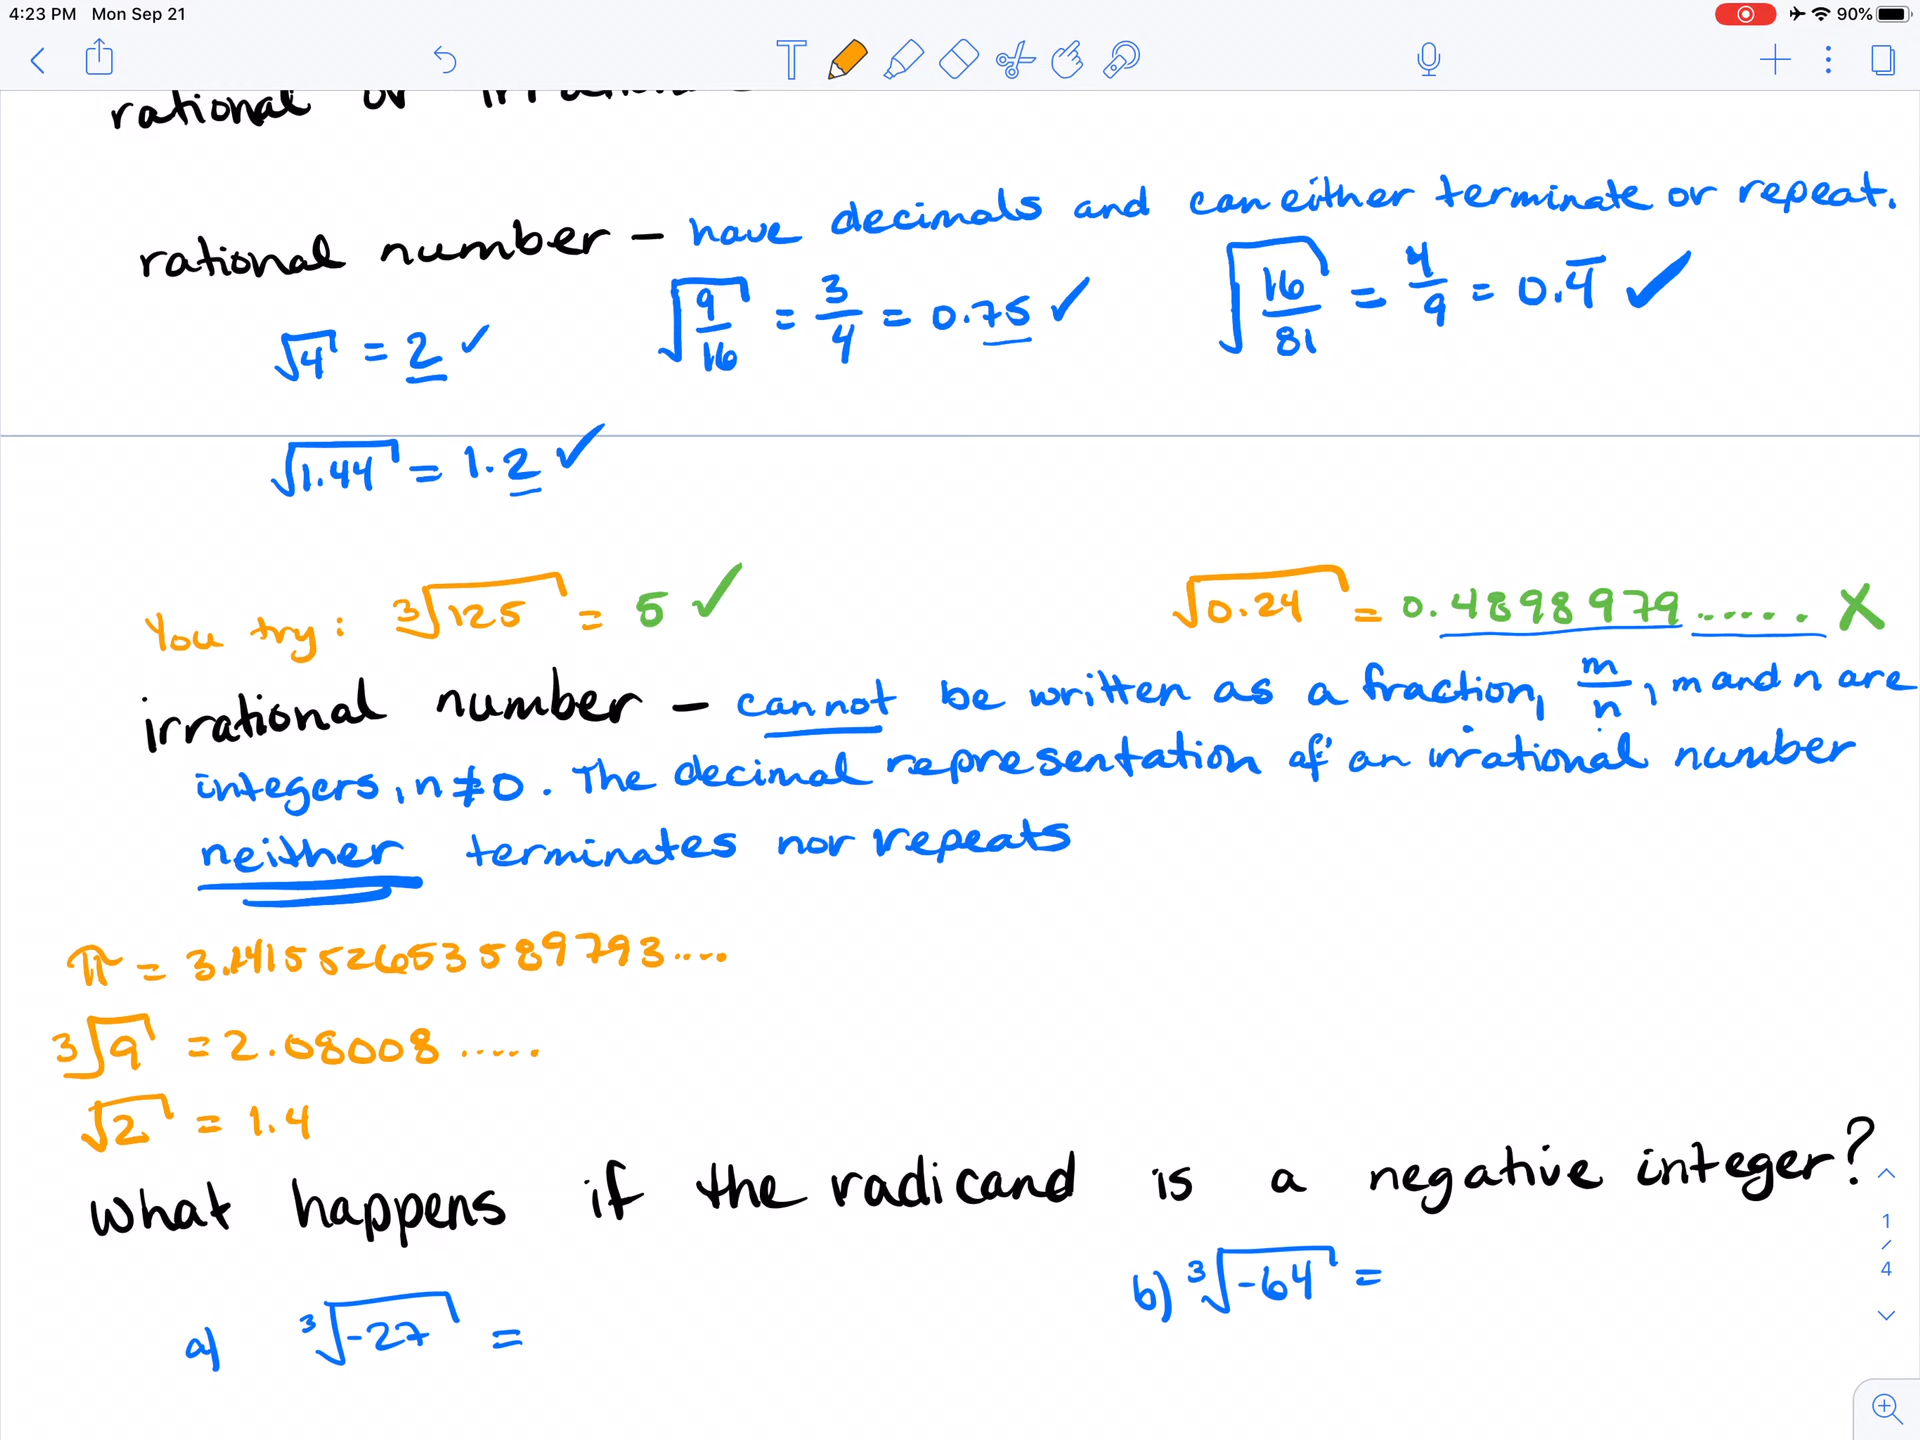 4:23 PM Mon Sep 21
90%
rational or
rational number – have decimals and can either terminate or repeat.
√4 = 2 ✓
√(9/16) = 3/4 = 0.75 ✓
√(16/81) = 4/9 = 0.4̅ ✓
√1.44 = 1.2 ✓
You try: ³√125 = 5 ✓
√0.24 = 0.4898979..... X
irrational number – cannot be written as a fraction, m/n, m and n are
integers, n ≠ 0. The decimal representation of an irrational number
neither terminates nor repeats
π = 3.141552653589793....
³√9 = 2.08008.....
√2 = 1.4
What happens if the radicand is a negative integer?
a) ³√-27 =
b) ³√-64 =
1
/
4